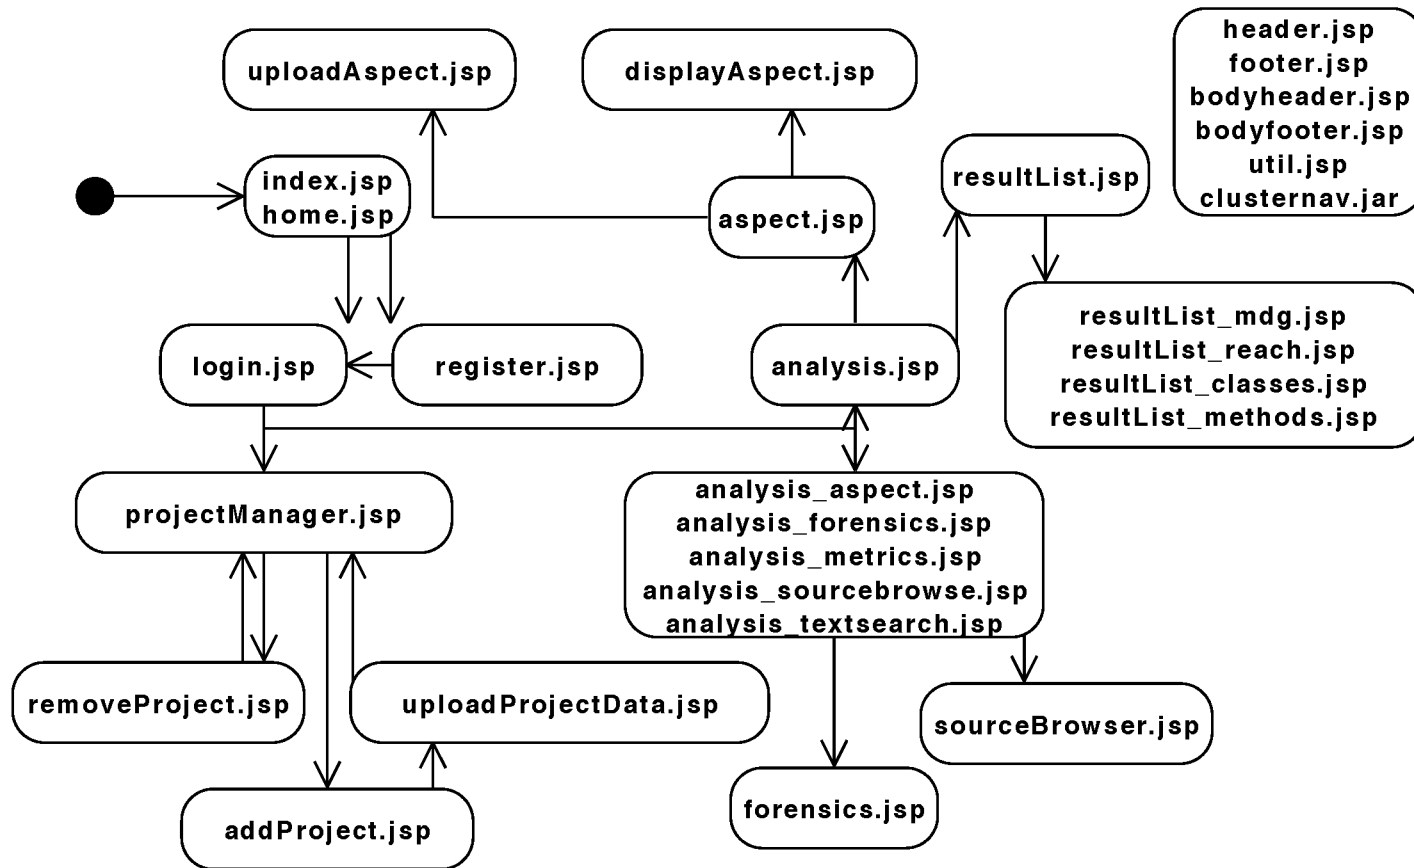 uploadAspect.jsp
displayAspect.jsp
header.jsp
footer.jsp
bodyheader.jsp
bodyfooter.jsp
util.jsp
clusternav.jar
index.jsp
home.jsp
aspect.jsp
resultList.jsp
login.jsp
register.jsp
analysis.jsp
resultList_mdg.jsp
resultList_reach.jsp
resultList_classes.jsp
resultList_methods.jsp
projectManager.jsp
analysis_aspect.jsp
analysis_forensics.jsp
analysis_metrics.jsp
analysis_sourcebrowse.jsp
analysis_textsearch.jsp
removeProject.jsp
uploadProjectData.jsp
sourceBrowser.jsp
addProject.jsp
forensics.jsp